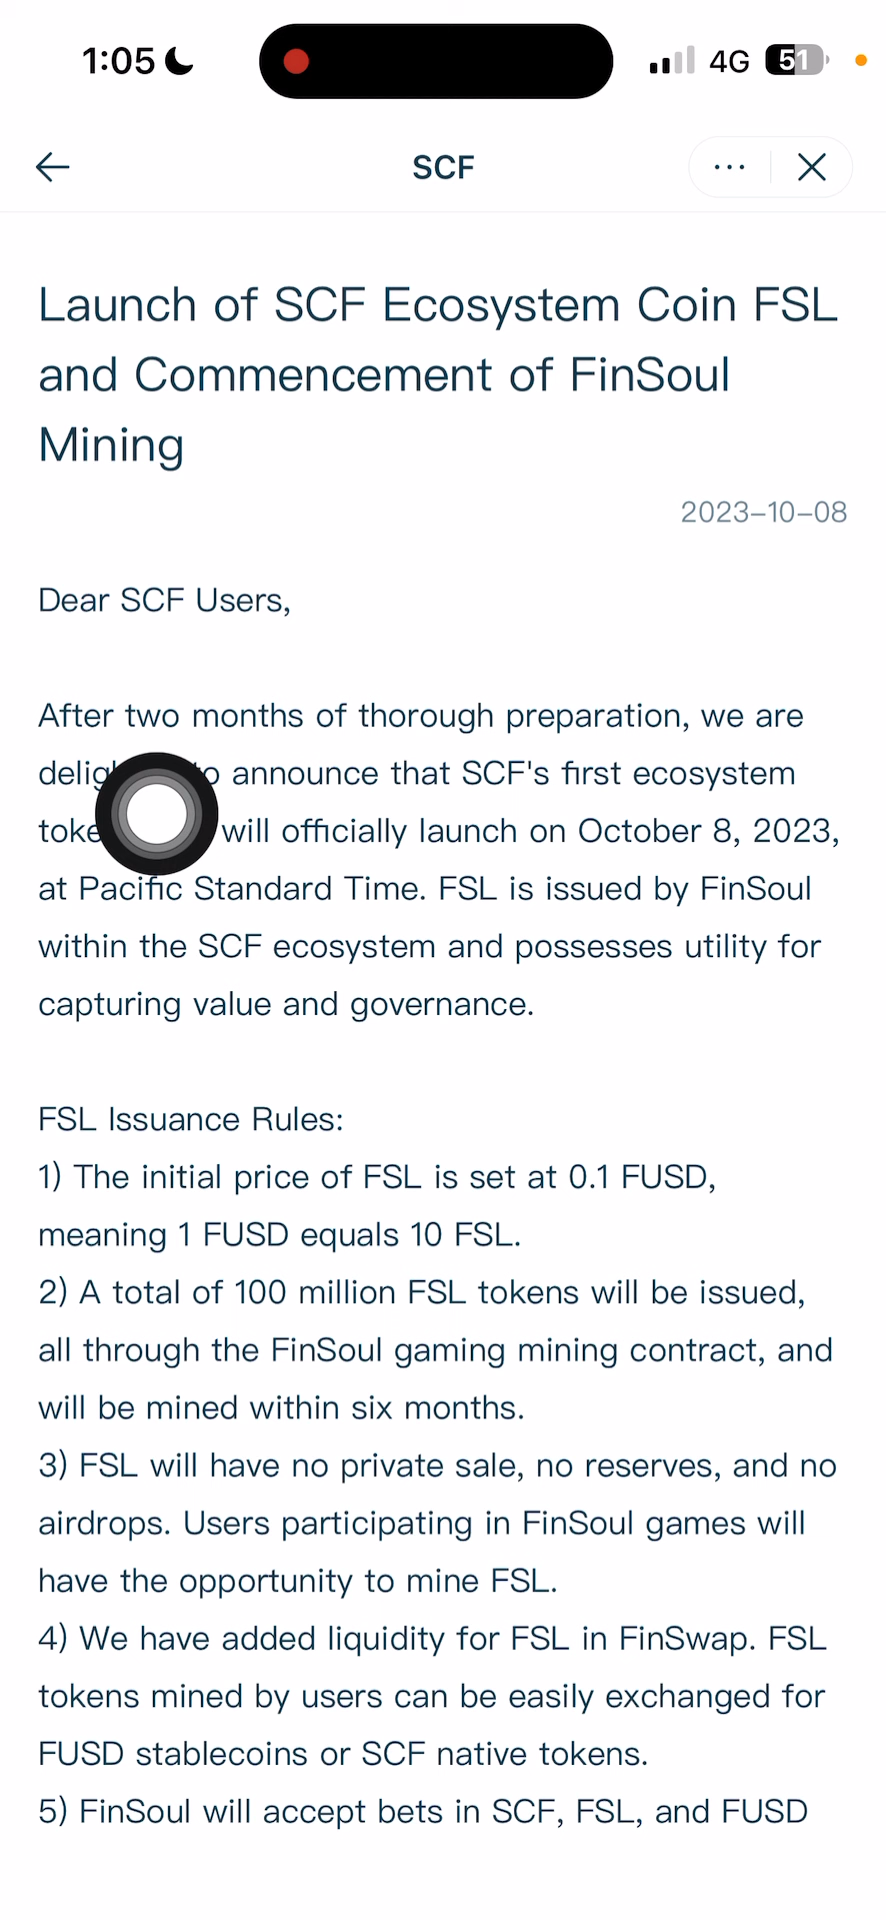 1:05
4G
51
SCF
Launch of SCF Ecosystem Coin FSL
and Commencement of FinSoul
Mining
2023-10-08
Dear SCF Users,
After two months of thorough preparation, we are
announce that SCF's first ecosystem
will officially launch on October 8, 2023,
at Pacific Standard Time. FSL is issued by FinSoul
within the SCF ecosystem and possesses utility for
capturing value and governance.
FSL Issuance Rules:
1) The initial price of FSL is set at 0.1 FUSD,
meaning 1 FUSD equals 10 FSL.
2) A total of 100 million FSL tokens will be issued,
all through the FinSoul gaming mining contract, and
will be mined within six months.
3) FSL will have no private sale, no reserves, and no
airdrops. Users participating in FinSoul games will
have the opportunity to mine FSL.
4) We have added liquidity for FSL in FinSwap. FSL
tokens mined by users can be easily exchanged for
FUSD stablecoins or SCF native tokens.
5) FinSoul will accept bets in SCF, FSL, and FUSD